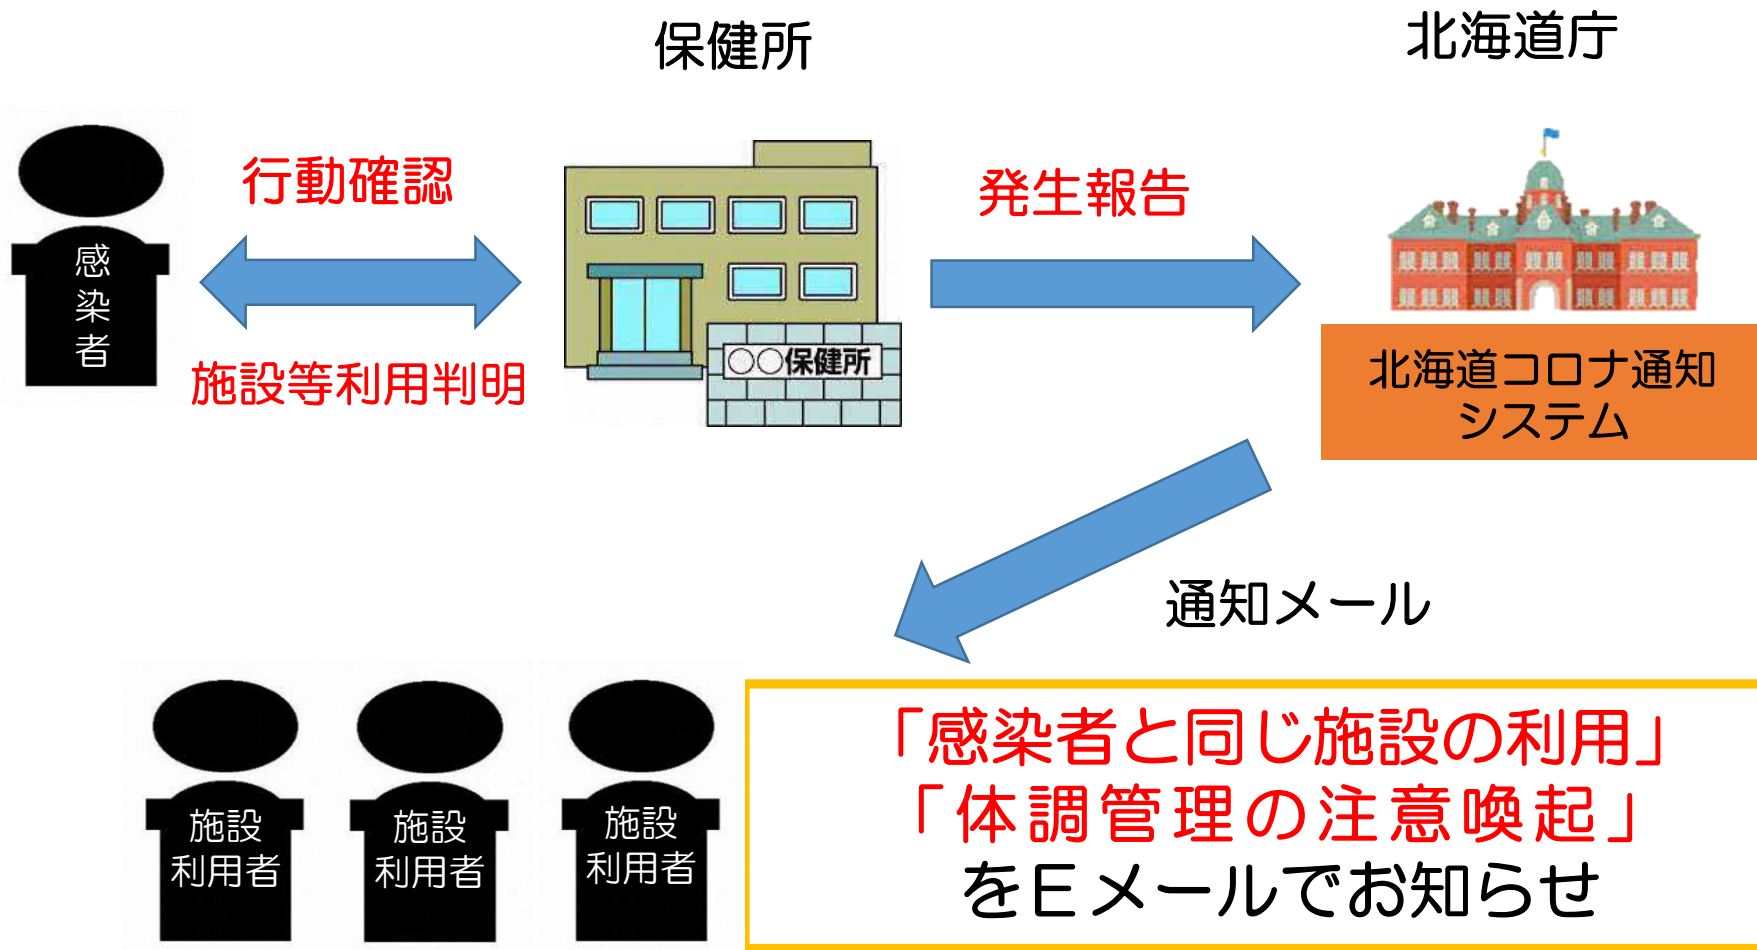 保健所
北海道庁
行動確認
発生報告
感染者
施設等利用判明
○○保健所
北海道コロナ通知
システム
通知メール
施設
利用者
施設
利用者
施設
利用者
「感染者と同じ施設の利用」
「体調管理の注意喚起」
をEメールでお知らせ